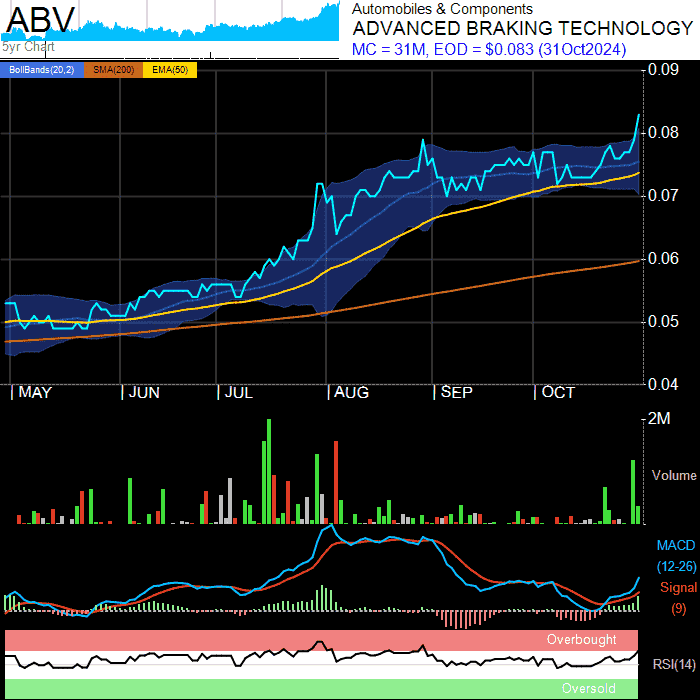 ABV
5yr Chart
Automobiles & Components
ADVANCED BRAKING TECHNOLOGY
MC = 31M, EOD = $0.083 (31Oct2024)
BollBands(20,2) SMA(200) EMA(50)
0.09
0.08
0.07
0.06
0.05
0.04
MAY JUN JUL AUG SEP OCT
2M
Volume
MACD
(12-26)
Signal
(9)
Overbought
RSI(14)
Oversold